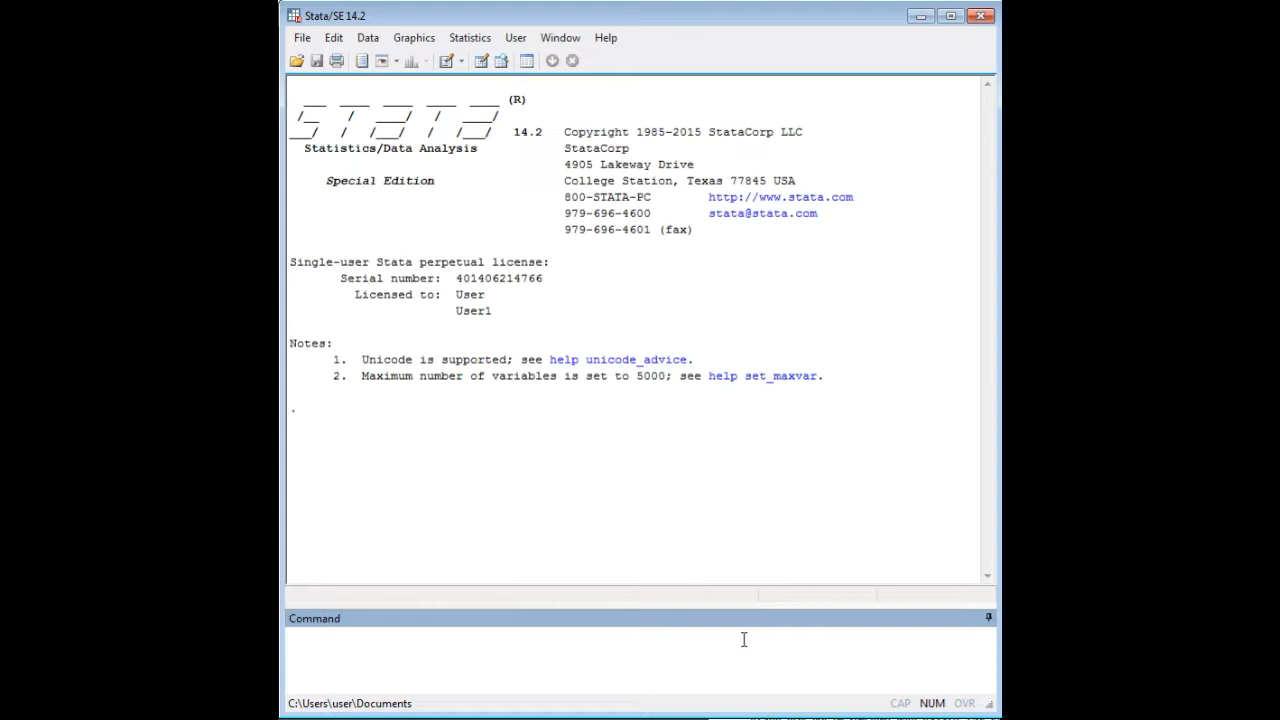 Stata/SE 14.2
File Edit Data Graphics Statistics User Window Help
(R)
14.2 Copyright 1985-2015 StataCorp LLC
Statistics/Data Analysis StataCorp
4905 Lakeway Drive
Special Edition College Station, Texas 77845 USA
800-STATA-PC http://www.stata.com
979-696-4600 stata@stata.com
979-696-4601 (fax)
Single-user Stata perpetual license:
Serial number: 401406214766
Licensed to: User
User1
Notes:
1. Unicode is supported; see help unicode_advice.
2. Maximum number of variables is set to 5000; see help set_maxvar.
.
Command
C:\Users\user\Documents CAP NUM OVR